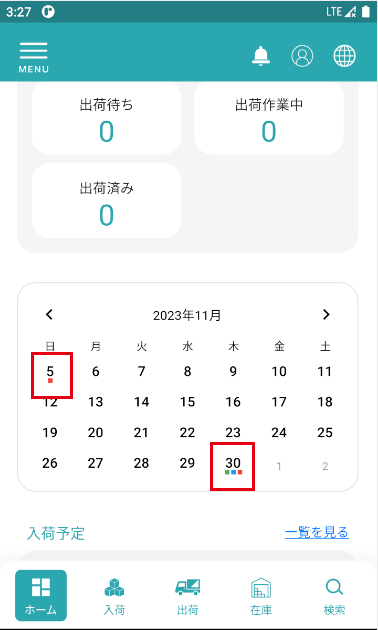 3:27 LTE
MENU
出荷待ち 出荷作業中
0 0
出荷済み
0
2023年11月
日 月 火 水 木 金 土
5 6 7 8 9 10 11
12 13 14 15 16 17 18
19 20 21 22 23 24 25
26 27 28 29 30 1 2
入荷予定 一覧を見る
ホーム 入荷 出荷 在庫 検索